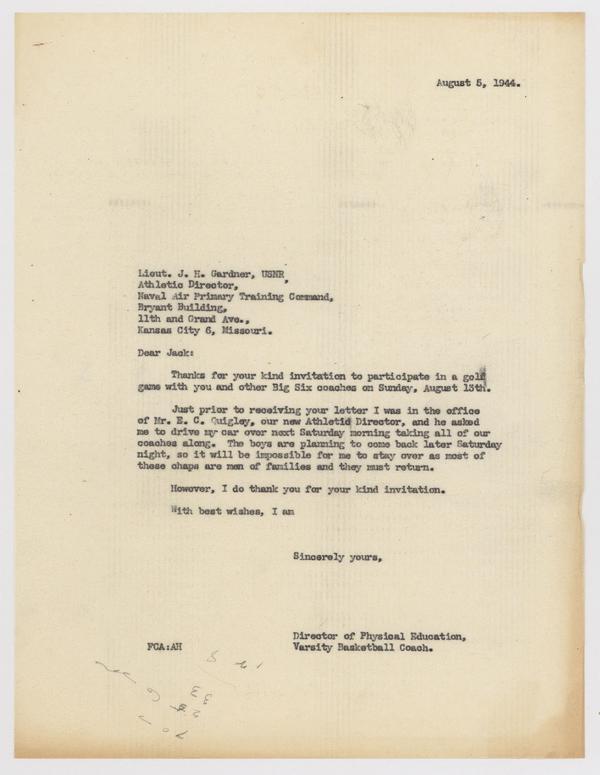 August 5, 1944.
Lieut. J. H. Gardner, USNR,
Athletic Director,
Naval Air Primary Training Command,
Bryant Building,
11th and Grand Ave.,
Kansas City 6, Missouri.
Dear Jack:
Thanks for your kind invitation to participate in a golf
game with you and other Big Six coaches on Sunday, August 13th.
Just prior to receiving your letter I was in the office
of Mr. E. C. Quigley, our new Athletic Director, and he asked
me to drive my car over next Saturday morning taking all of our
coaches along. The boys are planning to come back later Saturday
night, so it will be impossible for me to stay over as most of
these chaps are men of families and they must return.
However, I do thank you for your kind invitation.
With best wishes, I am
Sincerely yours,
Director of Physical Education,
FCA:AH Varsity Basketball Coach.